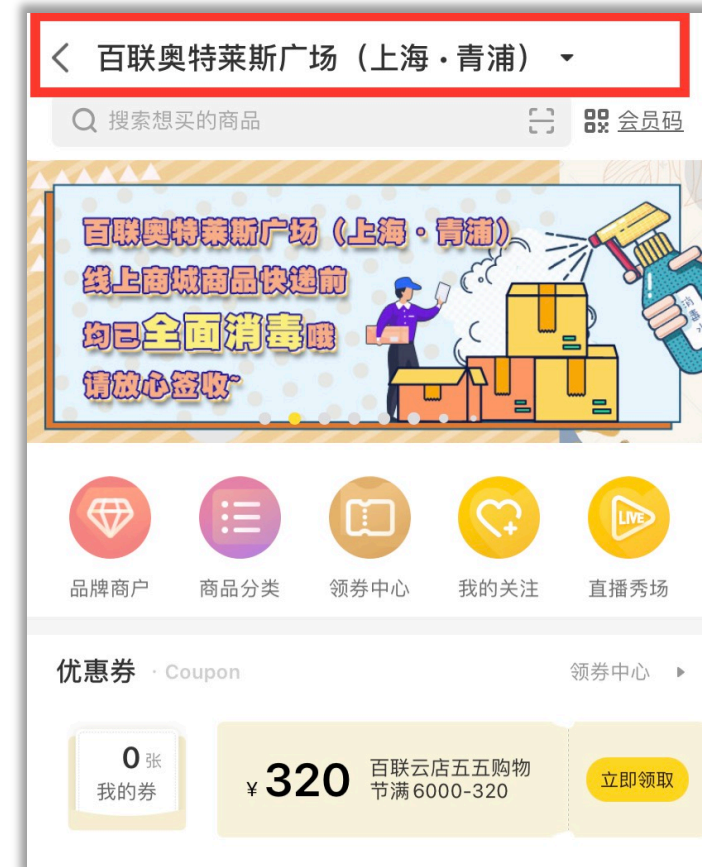 百联奥特莱斯广场（上海·青浦）
搜索想买的商品
会员码
百联奥特莱斯广场（上海·青浦）
线上商城商品快递前
均已全面消毒哦
请放心签收~
消毒
LIVE
品牌商户 商品分类 领券中心 我的关注 直播秀场
优惠券 · Coupon 领券中心
0张
我的券
¥320
百联云店五五购物
节满6000-320
立即领取